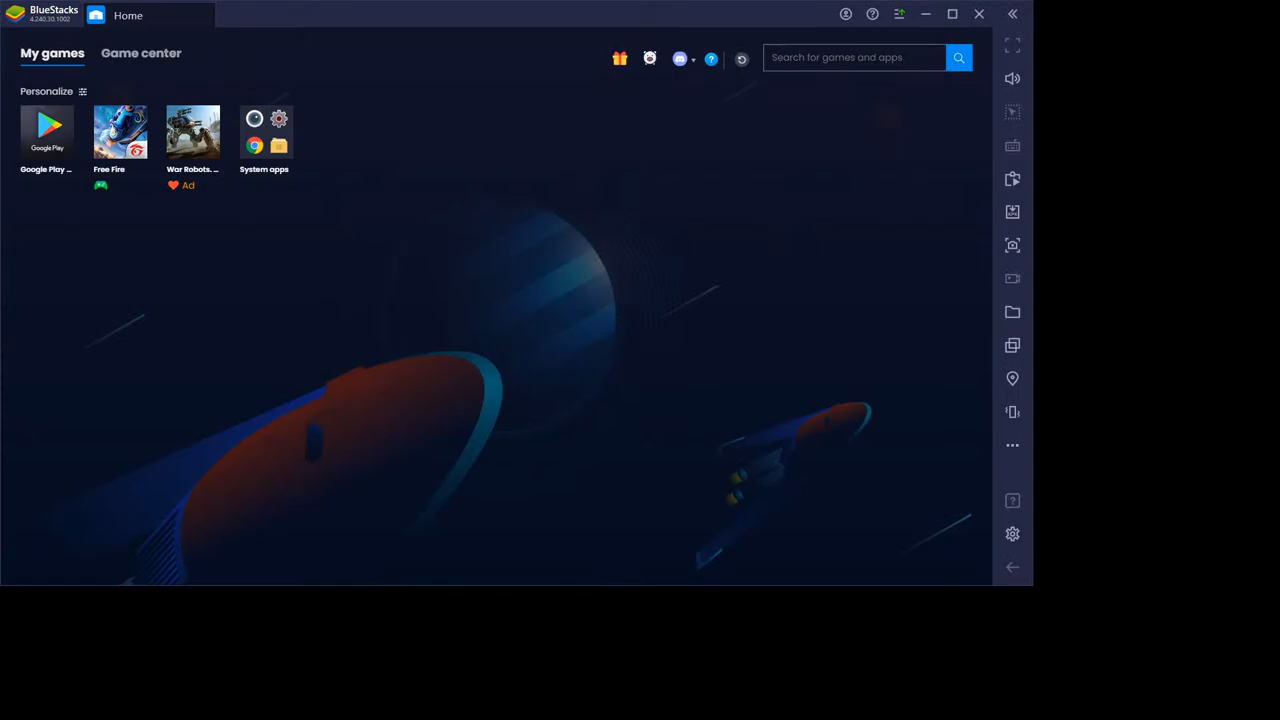 BlueStacks
4.240.30.1002
Home
My games
Game center
Search for games and apps
Personalize
Google Play
Google Play ...
Free Fire
War Robots. ...
System apps
Ad